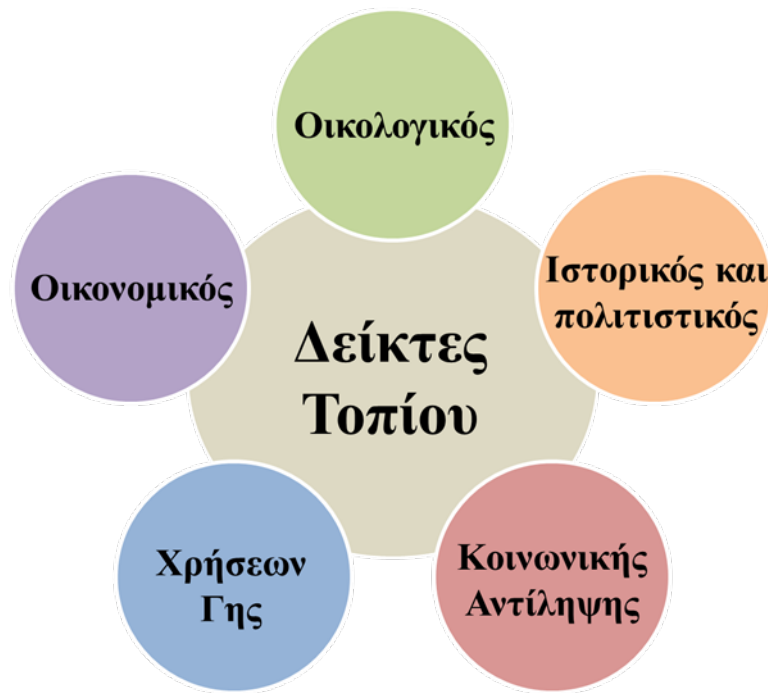 Οικολογικός
Οικονομικός
Ιστορικός και
πολιτιστικός
Δείκτες
Τοπίου
Χρήσεων
Γης
Κοινωνικής
Αντίληψης